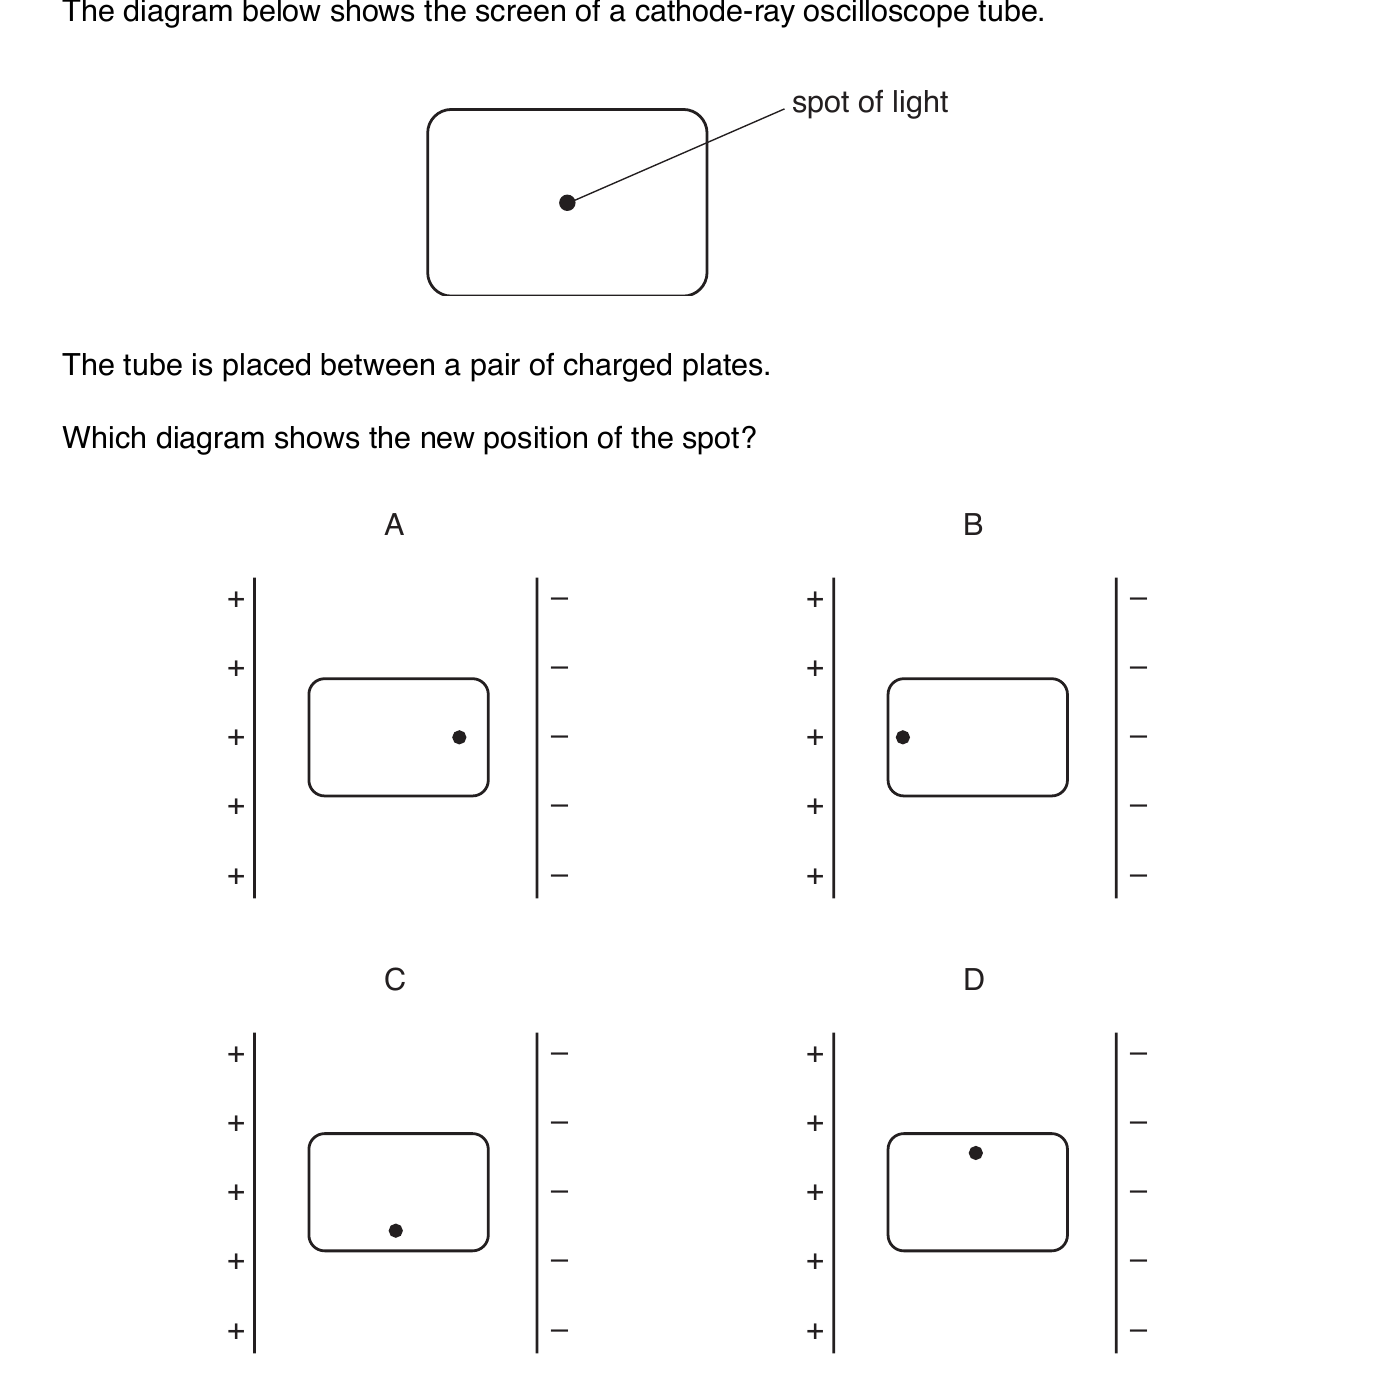 The diagram below shows the screen of a cathode-ray oscilloscope tube.
spot of light
The tube is placed between a pair of charged plates.
Which diagram shows the new position of the spot?
A B
+ – + –
+ – + –
+ – + –
+ – + –
+ – + –
C D
+ – + –
+ – + –
+ – + –
+ – + –
+ – + –